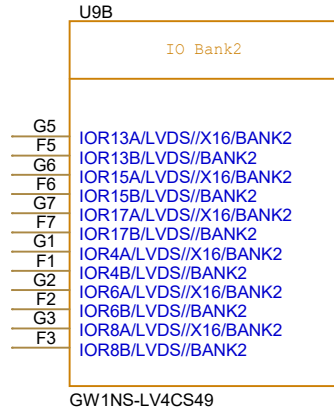 U9B
IO Bank2
G5 IOR13A/LVDS//X16/BANK2
F5 IOR13B/LVDS//BANK2
G6 IOR15A/LVDS//X16/BANK2
F6 IOR15B/LVDS//BANK2
G7 IOR17A/LVDS//X16/BANK2
F7 IOR17B/LVDS//BANK2
G1 IOR4A/LVDS//X16/BANK2
F1 IOR4B/LVDS//BANK2
G2 IOR6A/LVDS//X16/BANK2
F2 IOR6B/LVDS//BANK2
G3 IOR8A/LVDS//X16/BANK2
F3 IOR8B/LVDS//BANK2
GW1NS-LV4CS49